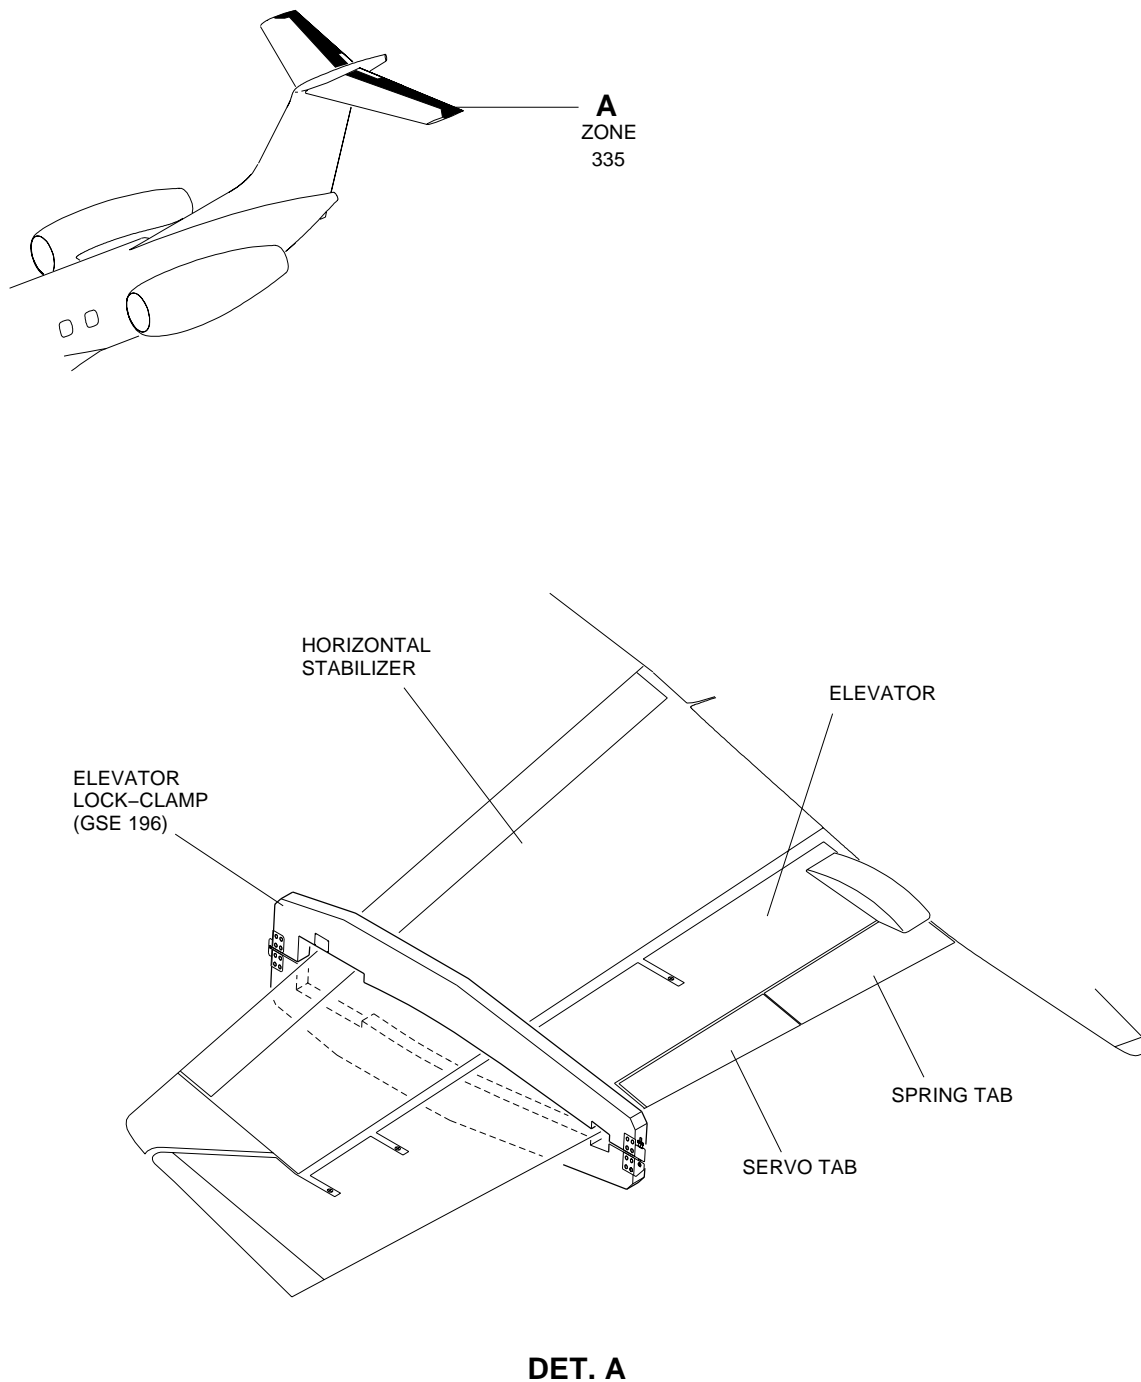 A
ZONE
335
HORIZONTAL
STABILIZER
ELEVATOR
ELEVATOR
LOCK−CLAMP
(GSE 196)
SPRING TAB
SERVO TAB
DET. A